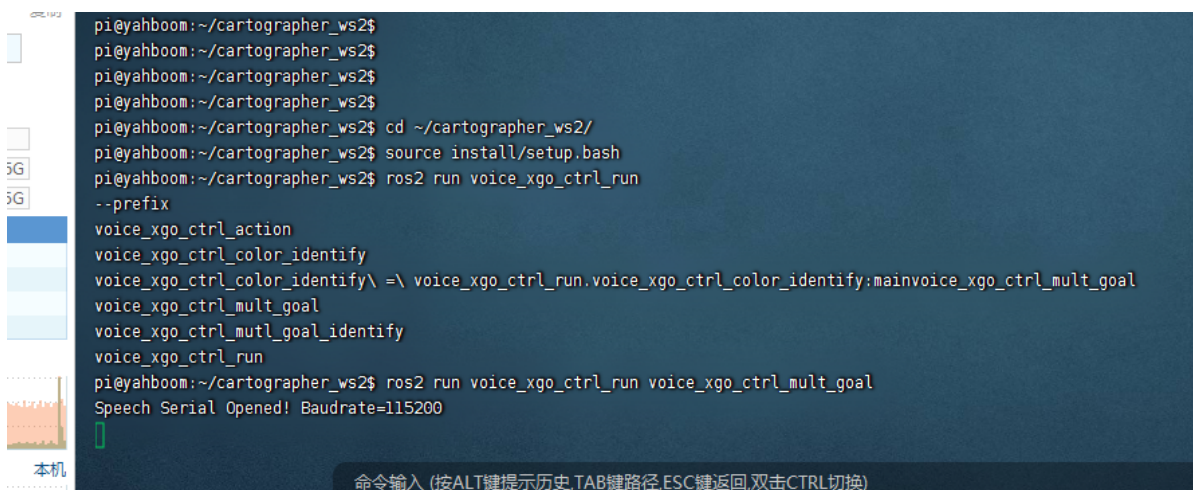 复制
pi@yahboom:~/cartographer_ws2$
pi@yahboom:~/cartographer_ws2$
pi@yahboom:~/cartographer_ws2$
pi@yahboom:~/cartographer_ws2$
pi@yahboom:~/cartographer_ws2$ cd ~/cartographer_ws2/
pi@yahboom:~/cartographer_ws2$ source install/setup.bash
5G
pi@yahboom:~/cartographer_ws2$ ros2 run voice_xgo_ctrl_run
5G
--prefix
voice_xgo_ctrl_action
voice_xgo_ctrl_color_identify
voice_xgo_ctrl_color_identify\ =\ voice_xgo_ctrl_run.voice_xgo_ctrl_color_identify:mainvoice_xgo_ctrl_mult_goal
voice_xgo_ctrl_mult_goal
voice_xgo_ctrl_mutl_goal_identify
voice_xgo_ctrl_run
pi@yahboom:~/cartographer_ws2$ ros2 run voice_xgo_ctrl_run voice_xgo_ctrl_mult_goal
Speech Serial Opened! Baudrate=115200
本机
命令输入 (按ALT键提示历史,TAB键路径,ESC键返回,双击CTRL切换)